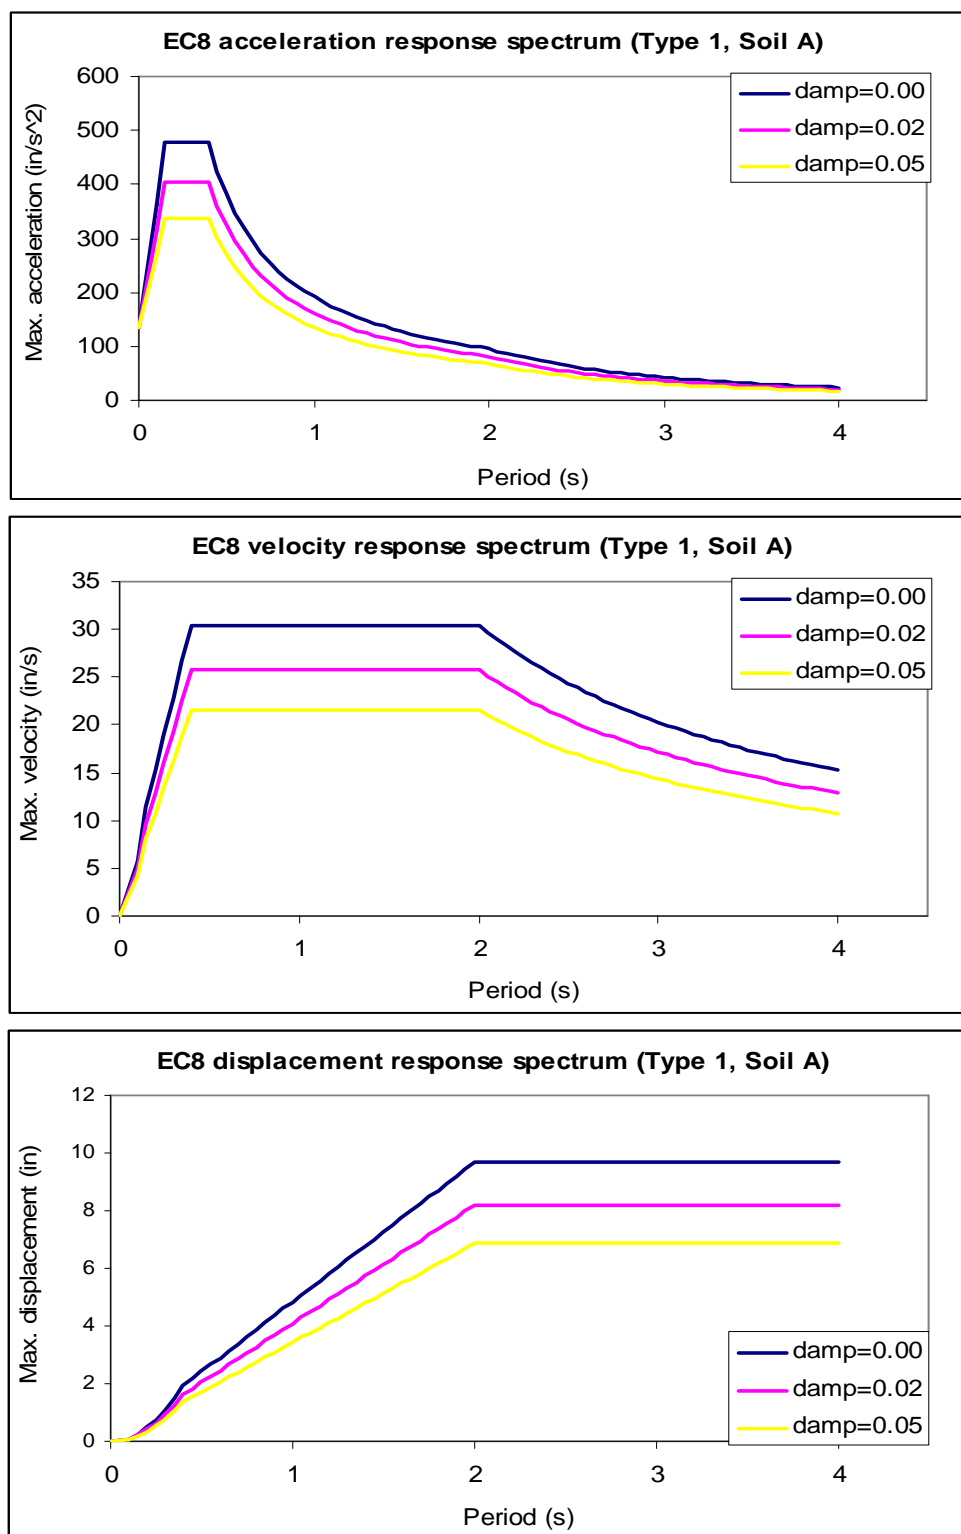 EC8 acceleration response spectrum (Type 1, Soil A)
600
500
400
300
200
100
0
Max. acceleration (in/s^2)
damp=0.00
damp=0.02
damp=0.05
0 1 2 3 4
Period (s)
EC8 velocity response spectrum (Type 1, Soil A)
35
30
25
20
15
10
5
0
Max. velocity (in/s)
damp=0.00
damp=0.02
damp=0.05
0 1 2 3 4
Period (s)
EC8 displacement response spectrum (Type 1, Soil A)
12
10
8
6
4
2
0
Max. displacement (in)
damp=0.00
damp=0.02
damp=0.05
0 1 2 3 4
Period (s)